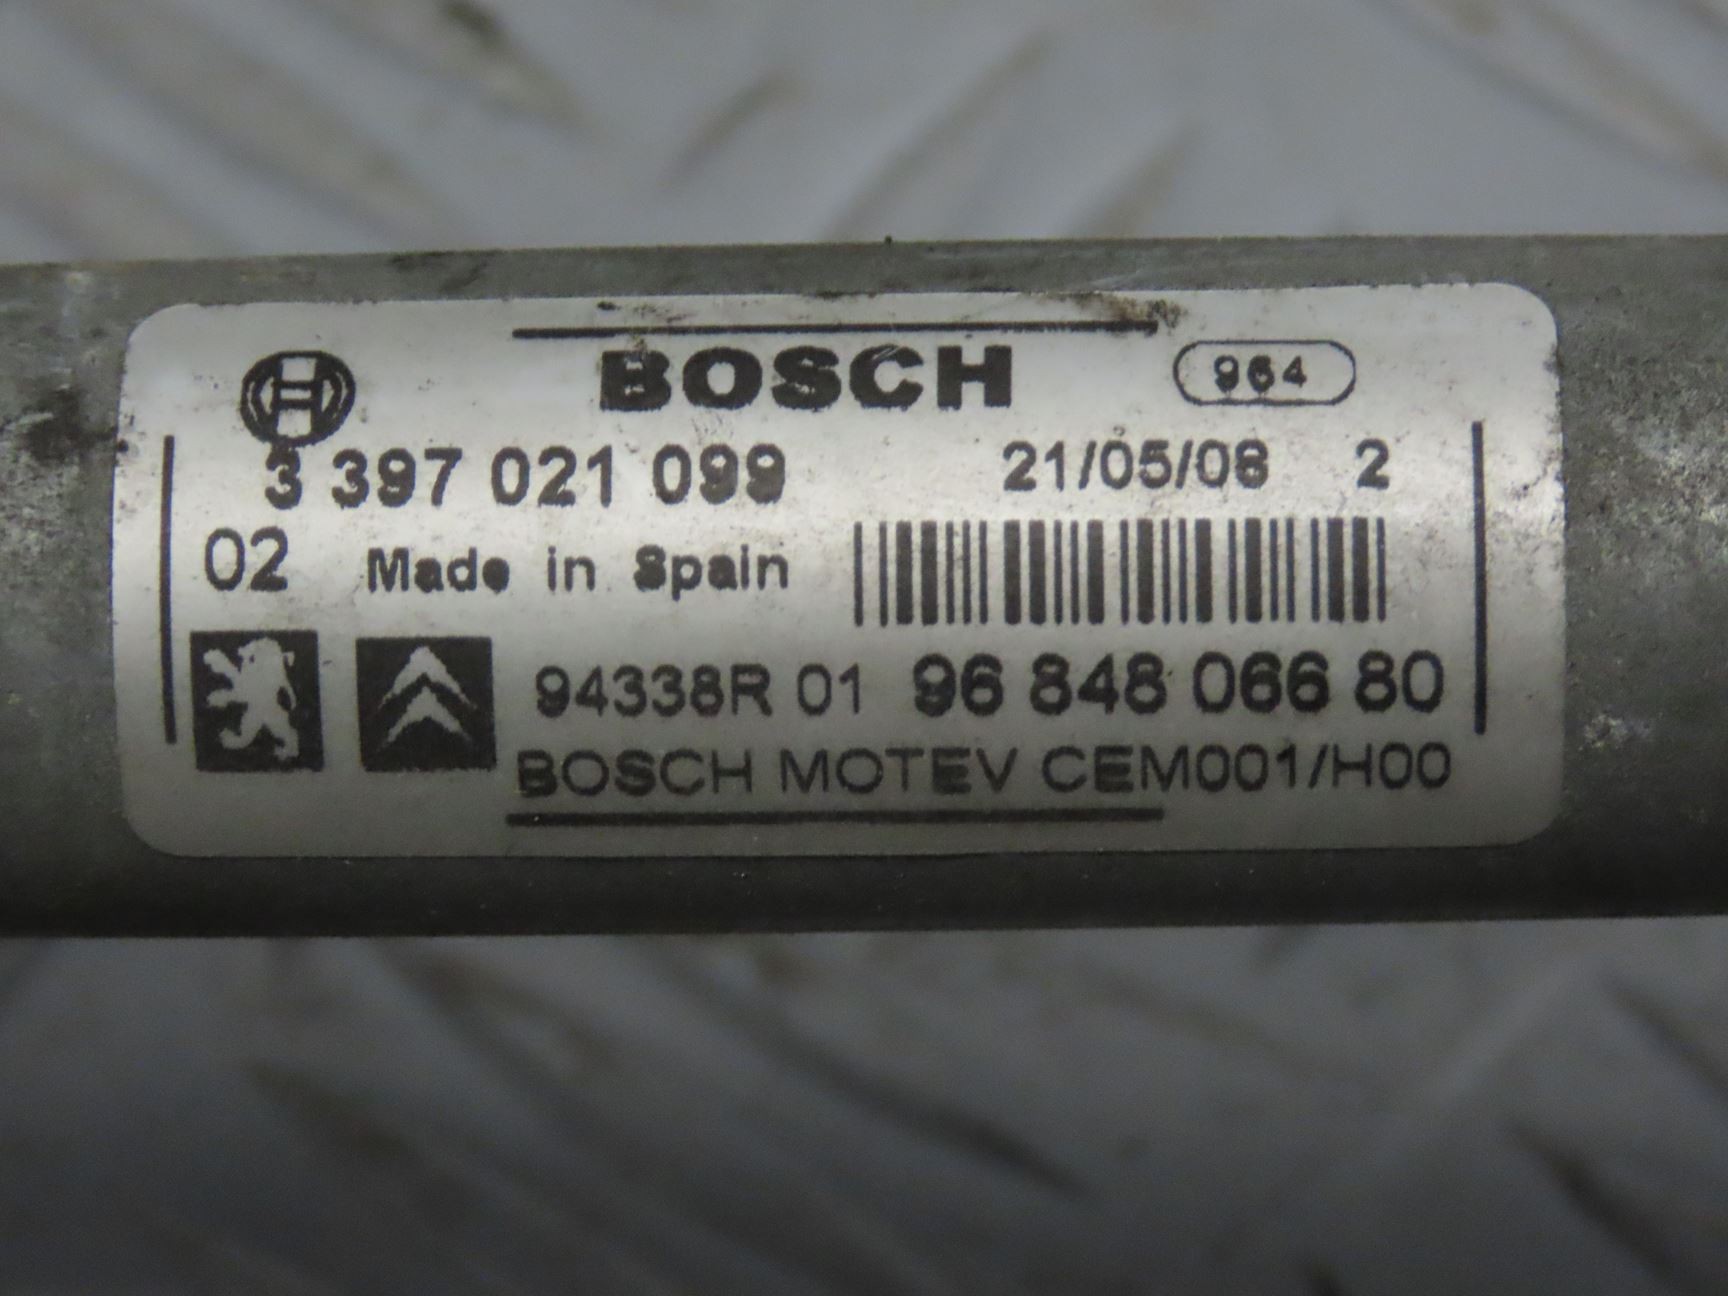 BOSCH 964
3 397 021 099 21/05/08 2
02 Made in Spain
94338R 01 96 848 066 80
BOSCH MOTEV CEM001/H00